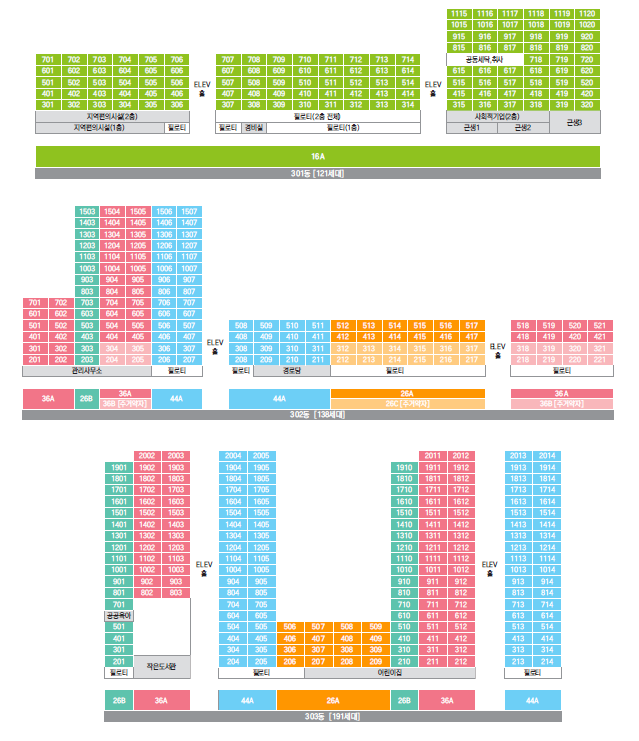 1115 1116 1117 1118 1119 1120
1015 1016 1017 1018 1019 1020
915 916 917 918 919 920
815 816 817 818 819 820
701 702 703 704 705 706 707 708 709 710 711 712 713 714 공동세탁,취사 718 719 720
601 602 603 604 605 606 607 608 609 610 611 612 613 614 615 616 617 618 619 620
501 502 503 504 505 506 ELEV 507 508 509 510 511 512 513 514 ELEV 515 516 517 518 519 520
401 402 403 404 405 406 홀 407 408 409 410 411 412 413 414 홀 415 416 417 418 419 420
301 302 303 304 305 306 307 308 309 310 311 312 313 314 315 316 317 318 319 320
지역편의시설(2층) 필로티(2층 전체) 사회적기업(2층) 근생3
지역편의시설(1층) 필로티 필로티 경비실 필로티(1층) 근생1 근생2
16A
301동 [121세대]
1503 1504 1505 1506 1507
1403 1404 1405 1406 1407
1303 1304 1305 1306 1307
1203 1204 1205 1206 1207
1103 1104 1105 1106 1107
1003 1004 1005 1006 1007
903 904 905 906 907
803 804 805 806 807
701 702 703 704 705 706 707
601 602 603 604 605 606 607
501 502 503 504 505 506 507 508 509 510 511 512 513 514 515 516 517 518 519 520 521
401 402 403 404 405 406 407 ELEV 408 409 410 411 412 413 414 415 416 417 ELEV 418 419 420 421
301 302 303 304 305 306 307 홀 308 309 310 311 312 313 314 315 316 317 홀 318 319 320 321
201 202 203 204 205 206 207 208 209 210 211 212 213 214 215 216 217 218 219 220 221
관리사무소 필로티 필로티 경로당 필로티 필로티
36A 26B 36A 44A 44A 26A 36A
36B [주거약자] 26C [주거약자] 36B [주거약자]
302동 [138세대]
2002 2003 2004 2005 2011 2012 2013 2014
1901 1902 1903 1904 1905 1910 1911 1912 1913 1914
1801 1802 1803 1804 1805 1810 1811 1812 1813 1814
1701 1702 1703 1704 1705 1710 1711 1712 1713 1714
1601 1602 1603 1604 1605 1610 1611 1612 1613 1614
1501 1502 1503 1504 1505 1510 1511 1512 1513 1514
1401 1402 1403 1404 1405 1410 1411 1412 1413 1414
1301 1302 1303 1304 1305 1310 1311 1312 1313 1314
1201 1202 1203 1204 1205 1210 1211 1212 1213 1214
1101 1102 1103 ELEV 1104 1105 1110 1111 1112 ELEV 1113 1114
1001 1002 1003 홀 1004 1005 1010 1011 1012 홀 1013 1014
901 902 903 904 905 910 911 912 913 914
801 802 803 804 805 810 811 812 813 814
701 704 705 710 711 712 713 714
공공육아 604 605 610 611 612 613 614
501 504 505 506 507 508 509 510 511 512 513 514
401 404 405 406 407 408 409 410 411 412 413 414
301 304 305 306 307 308 309 310 311 312 313 314
201 작은도서관 204 205 206 207 208 209 210 211 212 213 214
필로티 필로티 어린이집 필로티
26B 36A 44A 26A 26B 36A 44A
303동 [191세대]